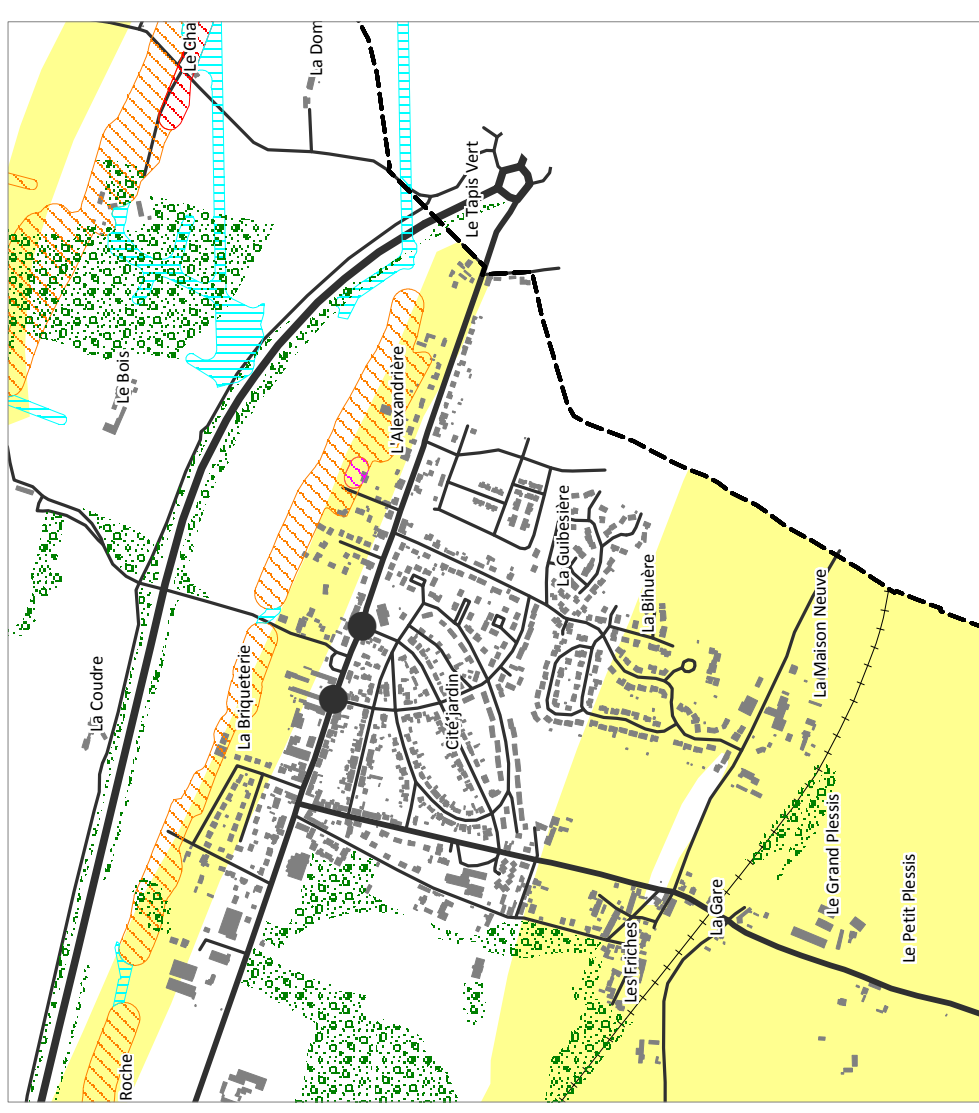 Le Cha
La Dom
Le Tapis Vert
Le Bois
L'Alexandrière
La Guibesière
La Bihuère
La Maison Neuve
La Coudre
La Briqueterie
Cité jardin
Le Grand Plessis
Le Petit Plessis
La Gare
Les Friches
Roche